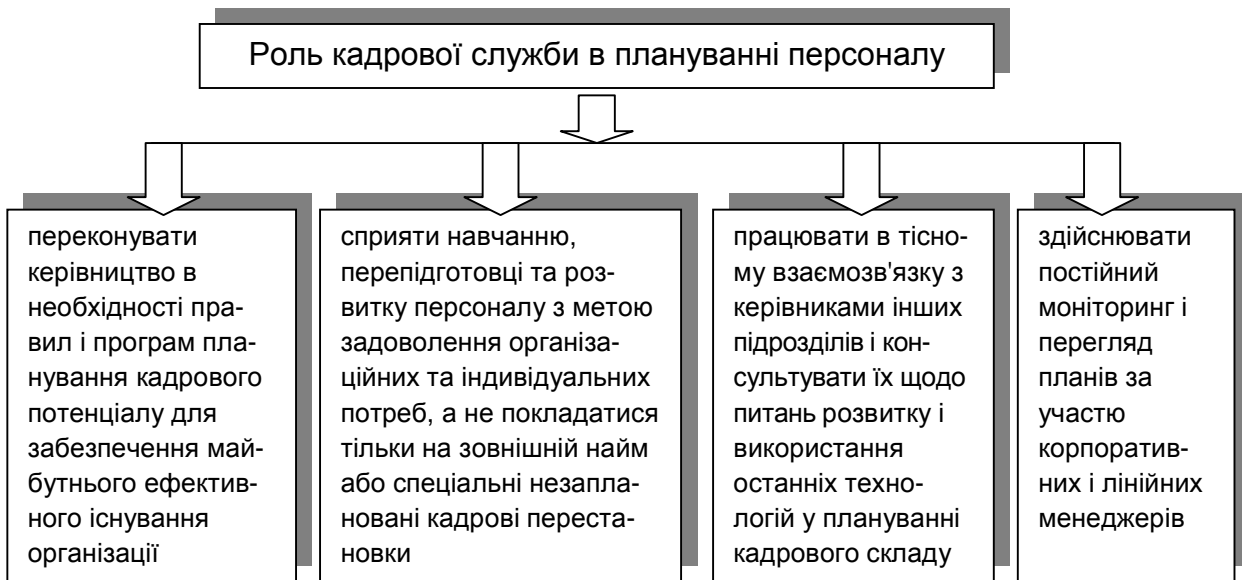 Роль кадрової служби в плануванні персоналу
переконувати
керівництво в
необхідності пра-
вил і програм пла-
нування кадрового
потенціалу для
забезпечення май-
бутнього ефектив-
ного існування
організації
сприяти навчанню,
перепідготовці та роз-
витку персоналу з метою
задоволення організа-
ційних та індивідуальних
потреб, а не покладатися
тільки на зовнішній найм
або спеціальні незапла-
новані кадрові переста-
новки
працювати в тісно-
му взаємозв'язку з
керівниками інших
підрозділів і кон-
сультувати їх щодо
питань розвитку і
використання
останніх техно-
логій у плануванні
кадрового складу
здійснювати
постійний
моніторинг і
перегляд
планів за
участю
корпоратив-
них і лінійних
менеджерів